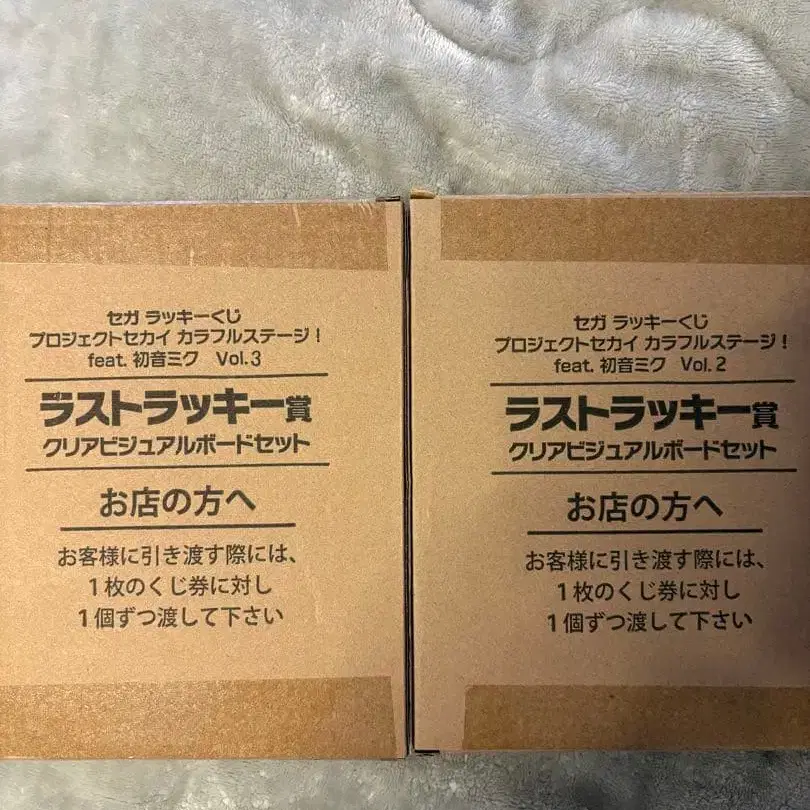 セガ ラッキーくじ
プロジェクトセカイ カラフルステージ！
feat. 初音ミク Vol.3
ラストラッキー賞
クリアビジュアルボードセット
お店の方へ
お客様に引き渡す際には、
1枚のくじ券に対し
1個ずつ渡して下さい
セガ ラッキーくじ
プロジェクトセカイ カラフルステージ！
feat. 初音ミク Vol.2
ラストラッキー賞
クリアビジュアルボードセット
お店の方へ
お客様に引き渡す際には、
1枚のくじ券に対し
1個ずつ渡して下さい